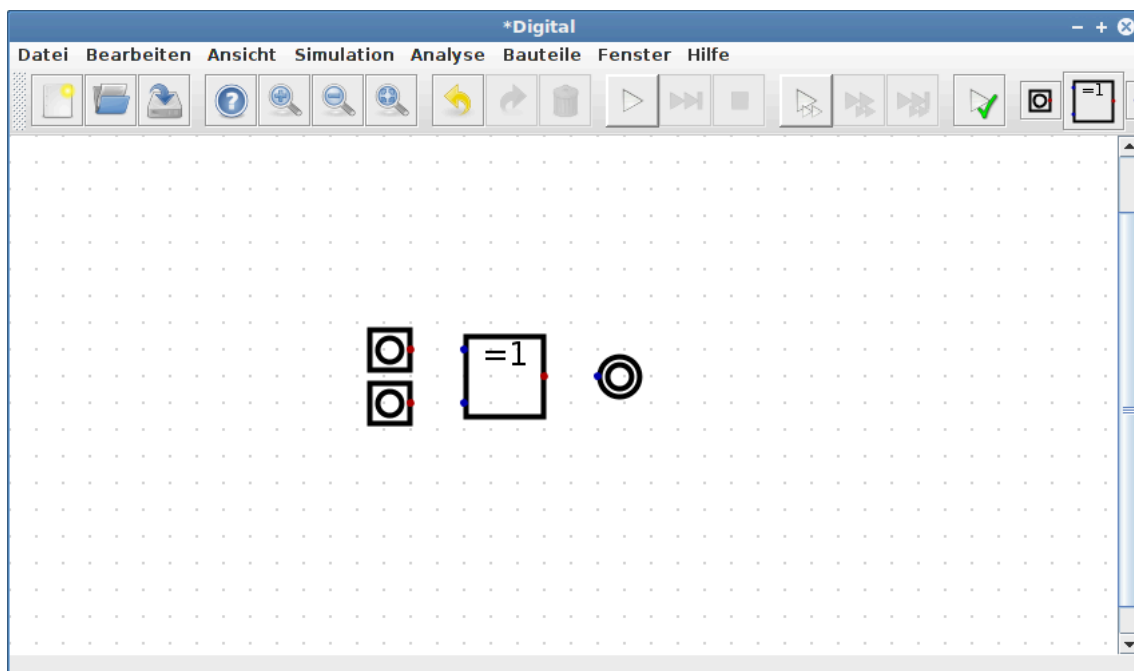 *Digital
Datei Bearbeiten Ansicht Simulation Analyse Bauteile Fenster Hilfe
=1
=1